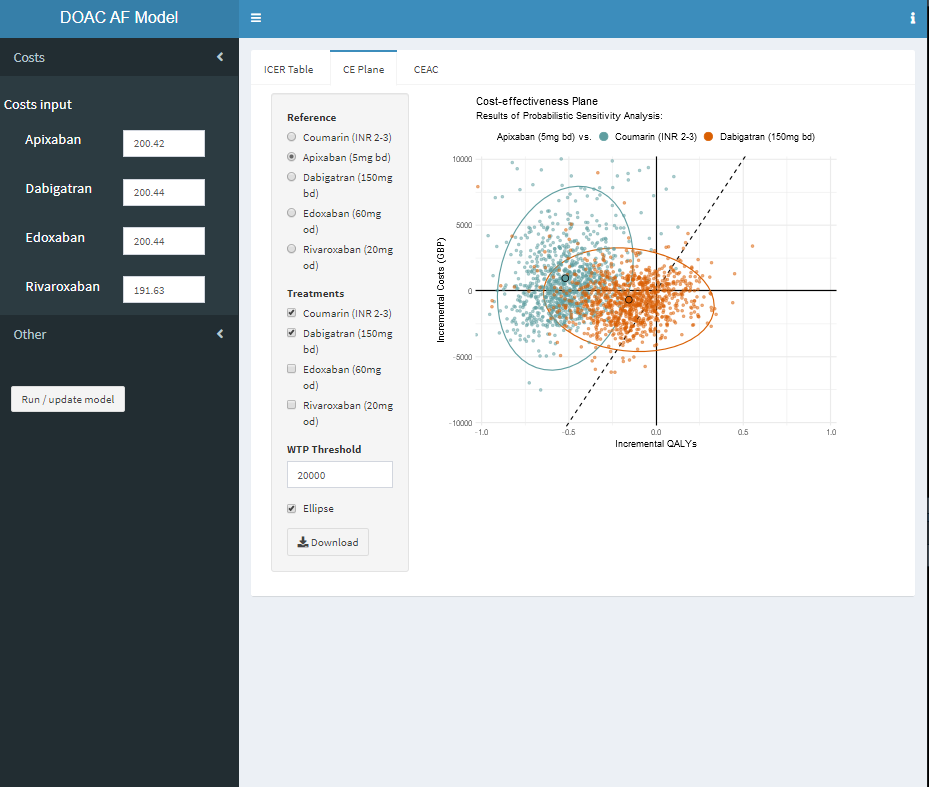 DOAC AF Model
Costs
Costs input
Apixaban
200.42
Dabigatran
200.44
Edoxaban
200.44
Rivaroxaban
191.63
Other
Run / update model
ICER Table
CE Plane
CEAC
Reference
Coumarin (INR 2-3)
Apixaban (5mg bd)
Dabigatran (150mg
bd)
Edoxaban (60mg
od)
Rivaroxaban (20mg
od)
Treatments
Coumarin (INR 2-3)
Dabigatran (150mg
bd)
Edoxaban (60mg
od)
Rivaroxaban (20mg
od)
WTP Threshold
20000
Ellipse
Download
Cost-effectiveness Plane
Results of Probabilistic Sensitivity Analysis:
Apixaban (5mg bd) vs. Coumarin (INR 2-3) Dabigatran (150mg bd)
Incremental Costs (GBP)
10000
5000
0
-5000
-10000
-1.0 -0.5 0.0 0.5 1.0
Incremental QALYs